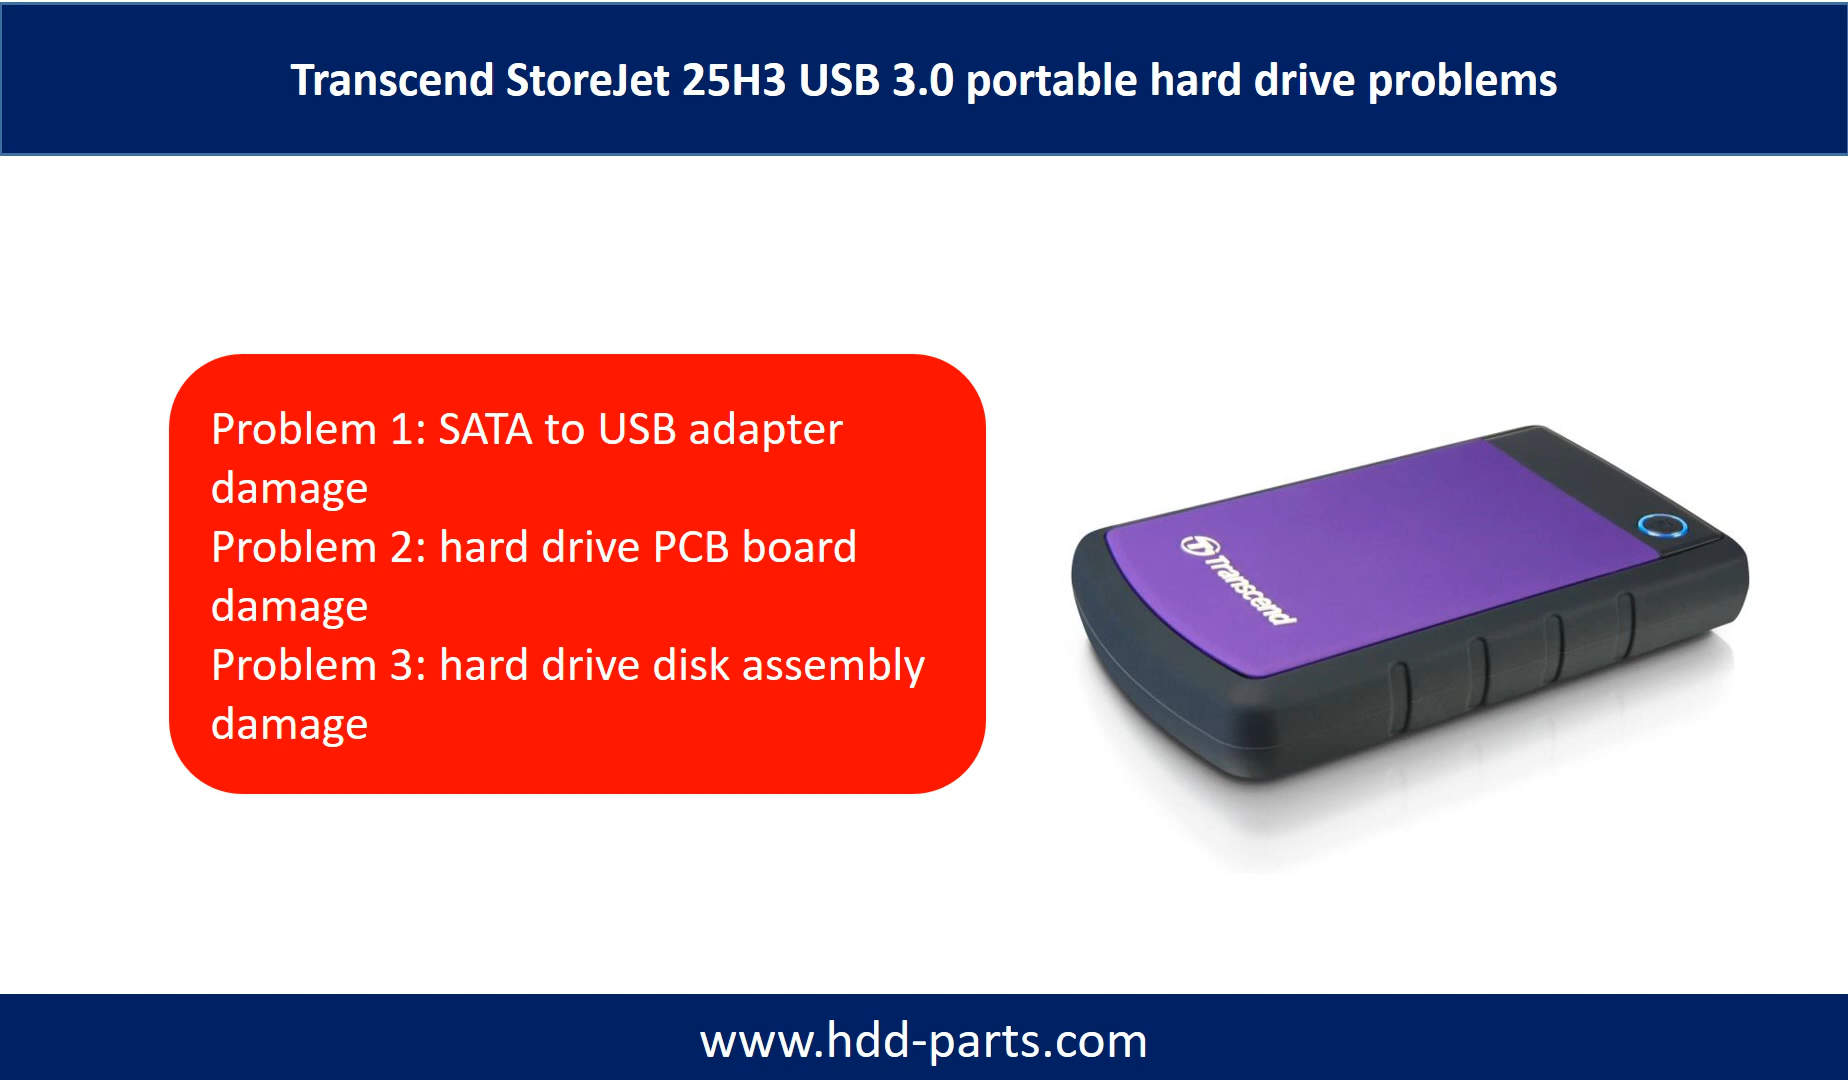 Transcend StoreJet 25H3 USB 3.0 portable hard drive problems
Problem 1: SATA to USB adapter
damage
Problem 2: hard drive PCB board
damage
Problem 3: hard drive disk assembly
damage
Transcend
www.hdd-parts.com